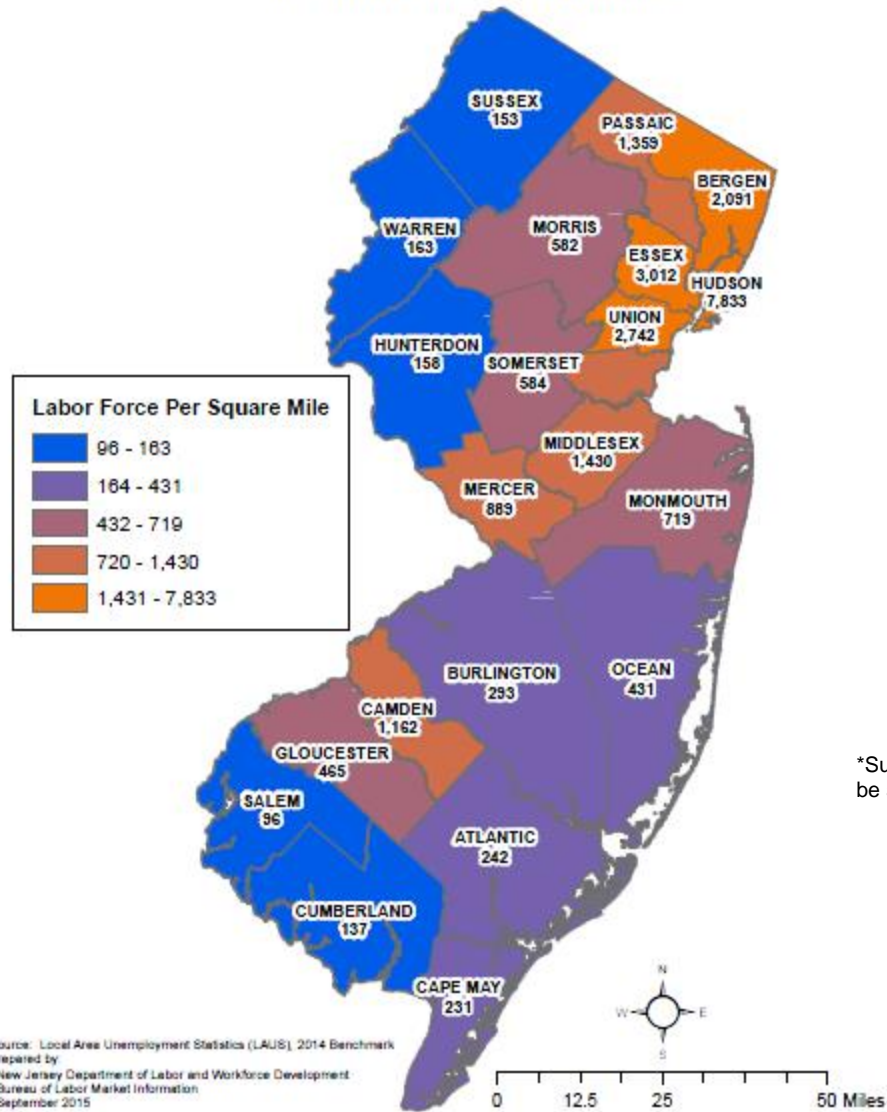 SUSSEX
153
PASSAIC
1,359
BERGEN
2,091
WARREN
163
MORRIS
582
ESSEX
3,012
HUDSON
7,833
UNION
2,742
HUNTERDON
158
SOMERSET
584
Labor Force Per Square Mile
96 - 163
164 - 431
432 - 719
720 - 1,430
1,431 - 7,833
MIDDLESEX
1,430
MERCER
889
MONMOUTH
719
BURLINGTON
293
OCEAN
431
CAMDEN
1,162
GLOUCESTER
465
*Su
be
SALEM
96
ATLANTIC
242
CUMBERLAND
137
CAPE MAY
231
N
W E
S
ource: Local Area Unemployment Statistics (LAUS), 2014 Benchmark
repared by:
New Jersey Department of Labor and Workforce Development
Bureau of Labor Market Information
September 2015
0 12.5 25 50 Miles